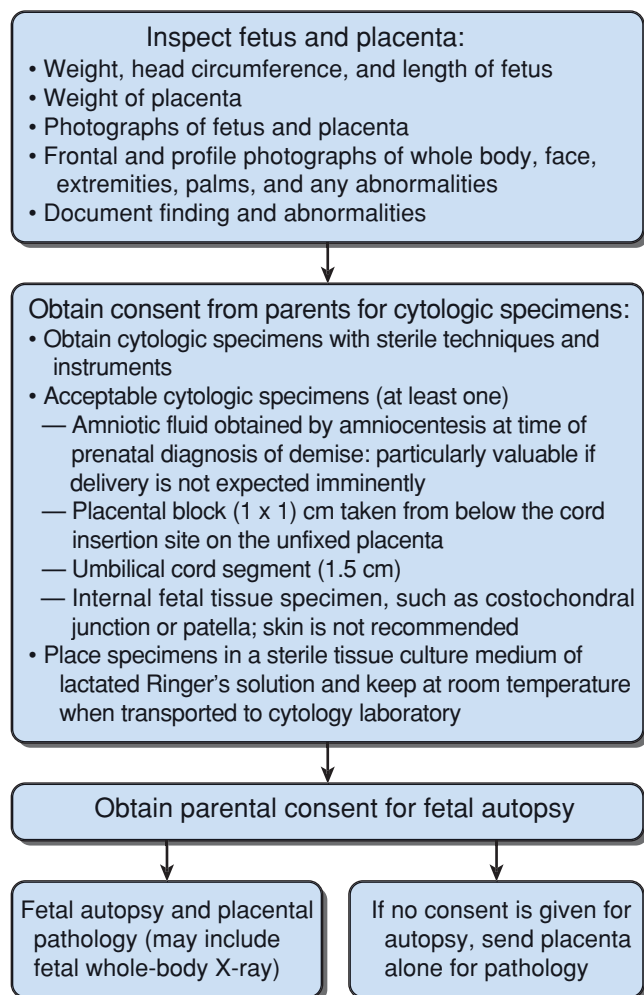 Inspect fetus and placenta:
• Weight, head circumference, and length of fetus
• Weight of placenta
• Photographs of fetus and placenta
• Frontal and profile photographs of whole body, face,
extremities, palms, and any abnormalities
• Document finding and abnormalities
Obtain consent from parents for cytologic specimens:
• Obtain cytologic specimens with sterile techniques and
instruments
• Acceptable cytologic specimens (at least one)
— Amniotic fluid obtained by amniocentesis at time of
prenatal diagnosis of demise: particularly valuable if
delivery is not expected imminently
— Placental block (1 x 1) cm taken from below the cord
insertion site on the unfixed placenta
— Umbilical cord segment (1.5 cm)
— Internal fetal tissue specimen, such as costochondral
junction or patella; skin is not recommended
• Place specimens in a sterile tissue culture medium of
lactated Ringer's solution and keep at room temperature
when transported to cytology laboratory
Obtain parental consent for fetal autopsy
Fetal autopsy and placental
pathology (may include
fetal whole-body X-ray)
If no consent is given for
autopsy, send placenta
alone for pathology